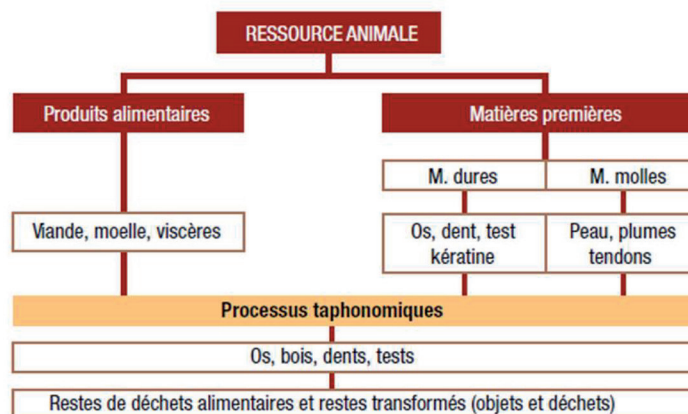 RESSOURCE ANIMALE
Produits alimentaires
Matières premières
M. dures
M. molles
Viande, moelle, viscères
Os, dent, test
kératine
Peau, plumes
tendons
Processus taphonomiques
Os, bois, dents, tests
Restes de déchets alimentaires et restes transformés (objets et déchets)